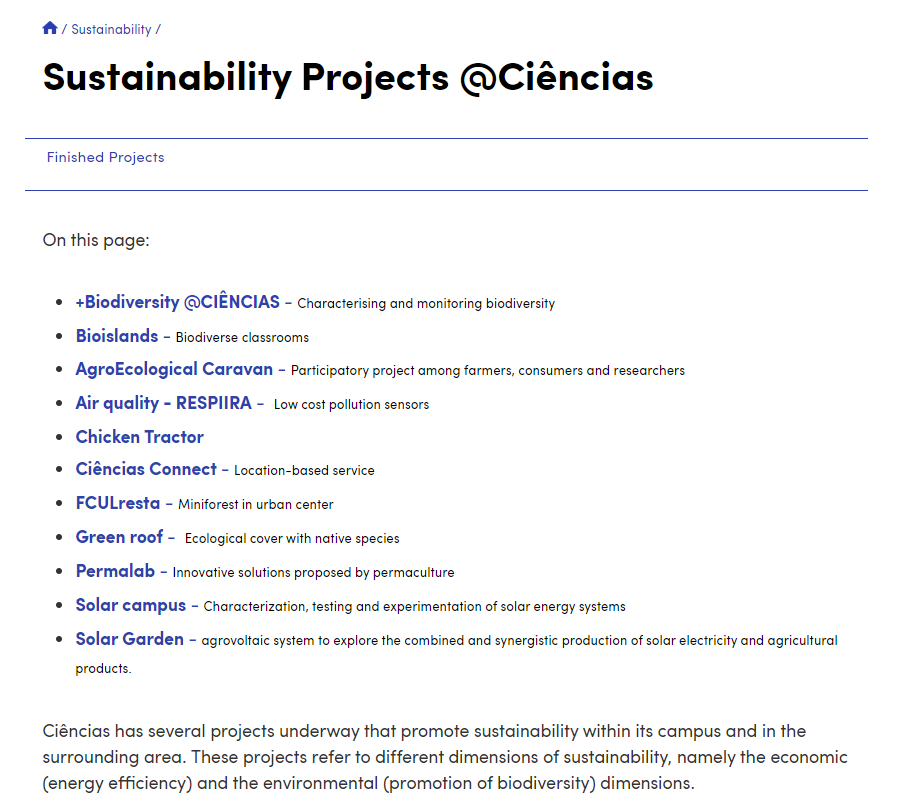 / Sustainability /
Sustainability Projects @Ciências
Finished Projects
On this page:
+Biodiversity @CIÊNCIAS - Characterising and monitoring biodiversity
Bioislands - Biodiverse classrooms
AgroEcological Caravan - Participatory project among farmers, consumers and researchers
Air quality - RESPIIRA - Low cost pollution sensors
Chicken Tractor
Ciências Connect - Location-based service
FCULresta - Miniforest in urban center
Green roof - Ecological cover with native species
Permalab - Innovative solutions proposed by permaculture
Solar campus - Characterization, testing and experimentation of solar energy systems
Solar Garden - agrovoltaic system to explore the combined and synergistic production of solar electricity and agricultural
products.
Ciências has several projects underway that promote sustainability within its campus and in the
surrounding area. These projects refer to different dimensions of sustainability, namely the economic
(energy efficiency) and the environmental (promotion of biodiversity) dimensions.